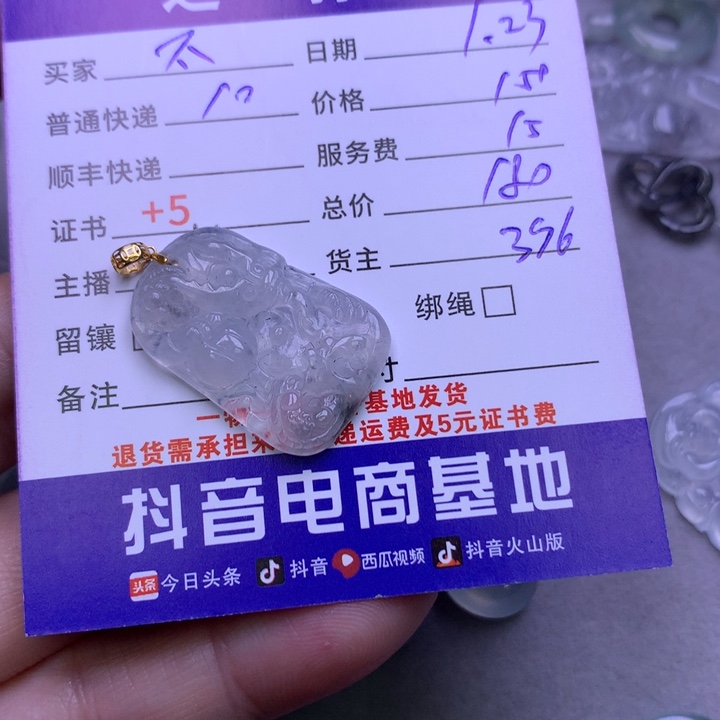 买家 日期 1.23
普通快递 10 价格 150
顺丰快递 服务费 15
证书 +5 总价 180
主播 货主 396
留镶 绑绳
备注 计
一 基地发货
退货需承担来 递运费及5元证书费
抖音电商基地
头条 今日头条 抖音 西瓜视频 抖音火山版